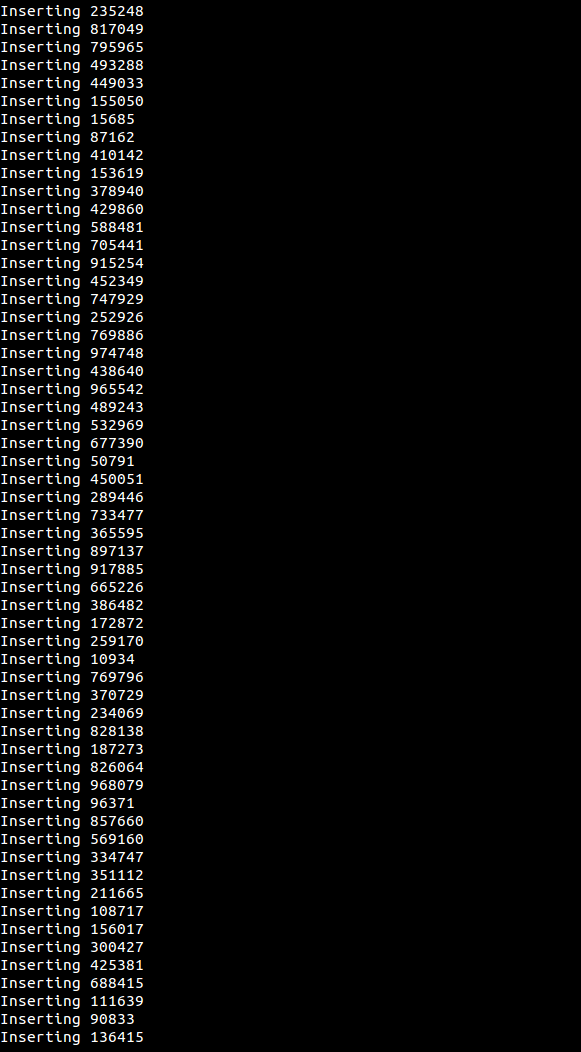 Inserting 235248
Inserting 817049
Inserting 795965
Inserting 493288
Inserting 449033
Inserting 155050
Inserting 15685
Inserting 87162
Inserting 410142
Inserting 153619
Inserting 378940
Inserting 429860
Inserting 588481
Inserting 705441
Inserting 915254
Inserting 452349
Inserting 747929
Inserting 252926
Inserting 769886
Inserting 974748
Inserting 438640
Inserting 965542
Inserting 489243
Inserting 532969
Inserting 677390
Inserting 50791
Inserting 450051
Inserting 289446
Inserting 733477
Inserting 365595
Inserting 897137
Inserting 917885
Inserting 665226
Inserting 386482
Inserting 172872
Inserting 259170
Inserting 10934
Inserting 769796
Inserting 370729
Inserting 234069
Inserting 828138
Inserting 187273
Inserting 826064
Inserting 968079
Inserting 96371
Inserting 857660
Inserting 569160
Inserting 334747
Inserting 351112
Inserting 211665
Inserting 108717
Inserting 156017
Inserting 300427
Inserting 425381
Inserting 688415
Inserting 111639
Inserting 90833
Inserting 136415